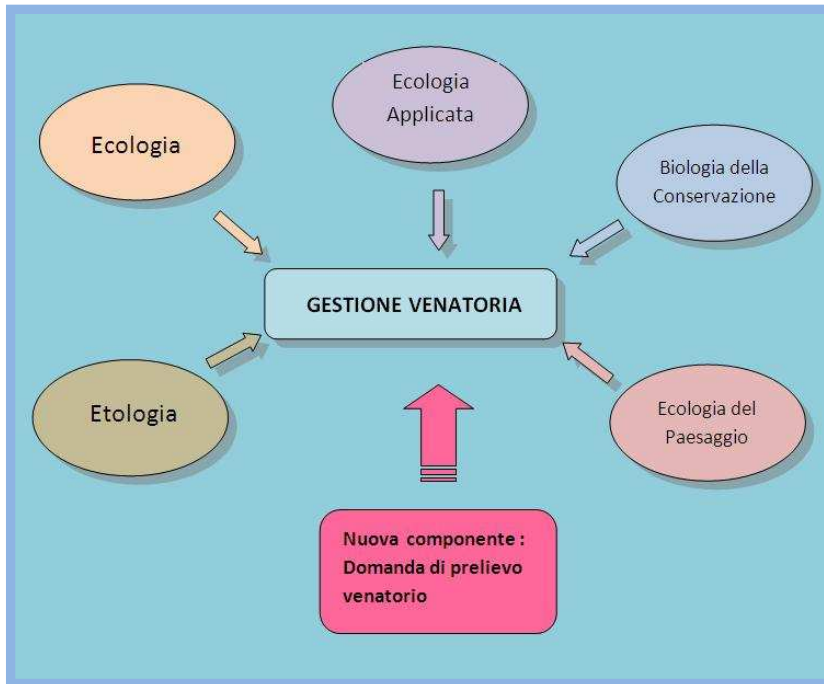 Ecologia
Applicata
Ecologia
Biologia della
Conservazione
GESTIONE VENATORIA
Etologia
Ecologia del
Paesaggio
Nuova componente :
Domanda di prelievo
venatorio